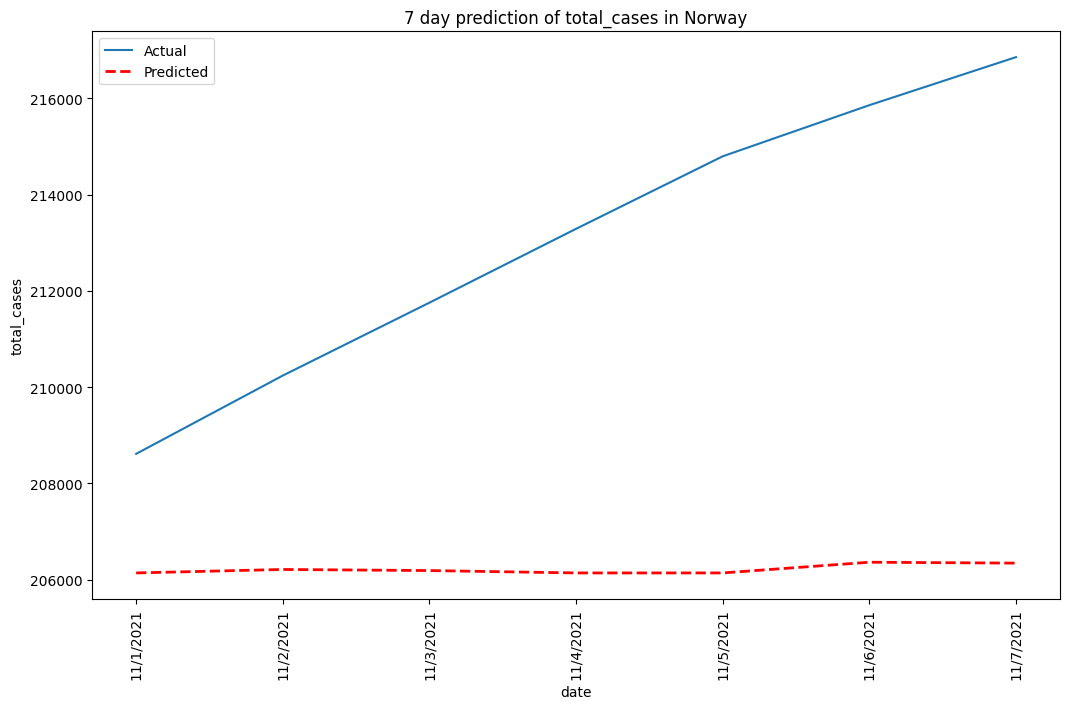 7 day prediction of total_cases in Norway
Actual
Predicted
216000
214000
212000
210000
208000
206000
total_cases
11/1/2021
11/2/2021
11/3/2021
11/4/2021
11/5/2021
11/6/2021
11/7/2021
date